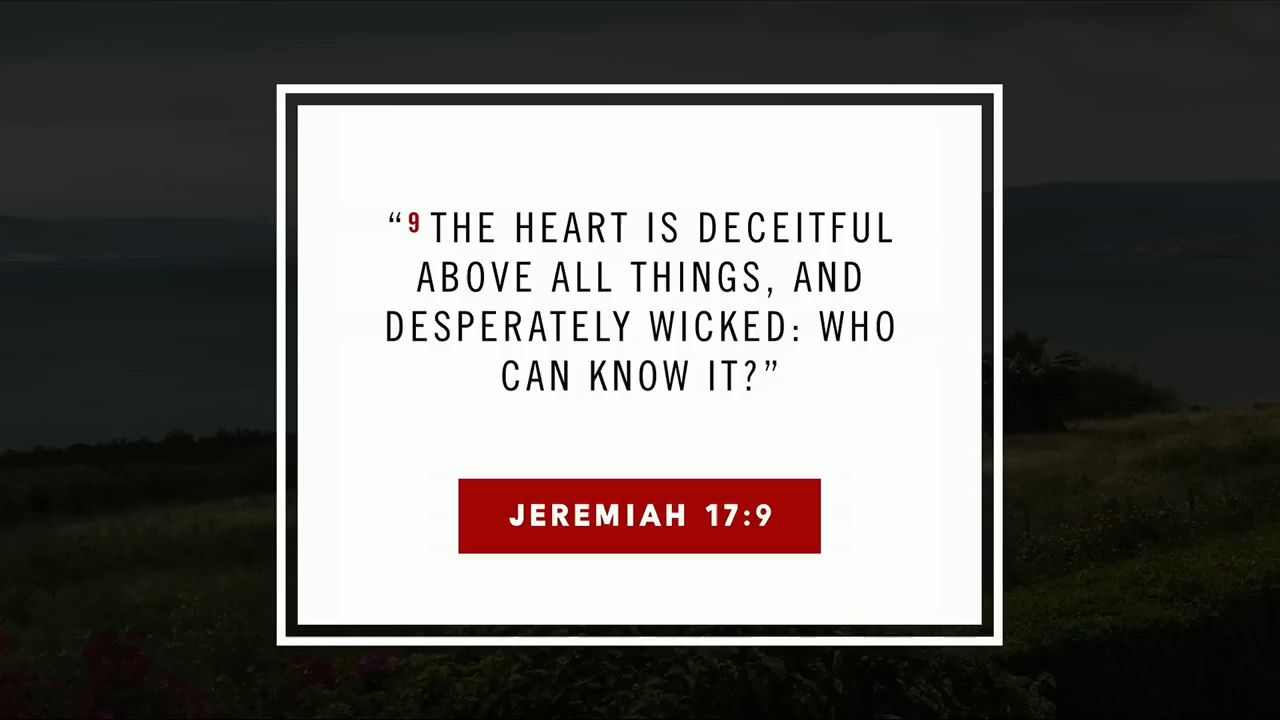 “9 THE HEART IS DECEITFUL
ABOVE ALL THINGS, AND
DESPERATELY WICKED: WHO
CAN KNOW IT?”
JEREMIAH 17:9